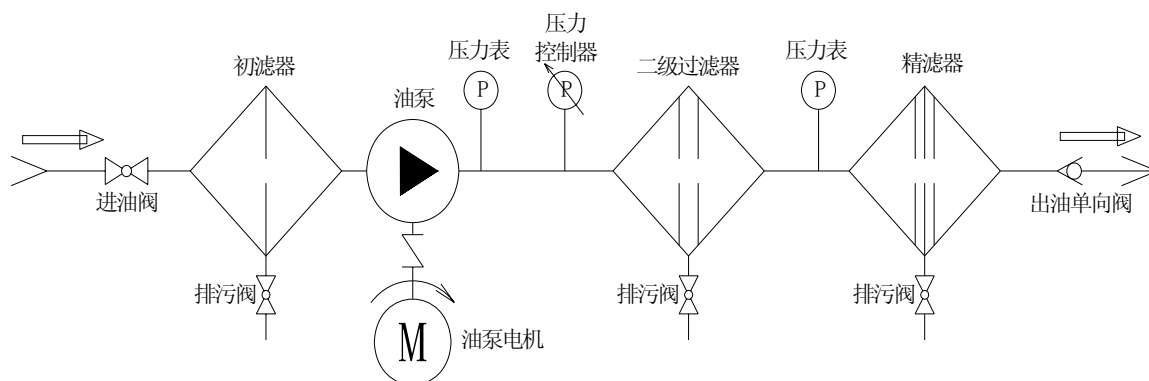 压力
压力表
控制器
压力表
初滤器
二级过滤器
精滤器
油泵
P
P
P
进油阀
出油单向阀
排污阀
排污阀
排污阀
M
油泵电机